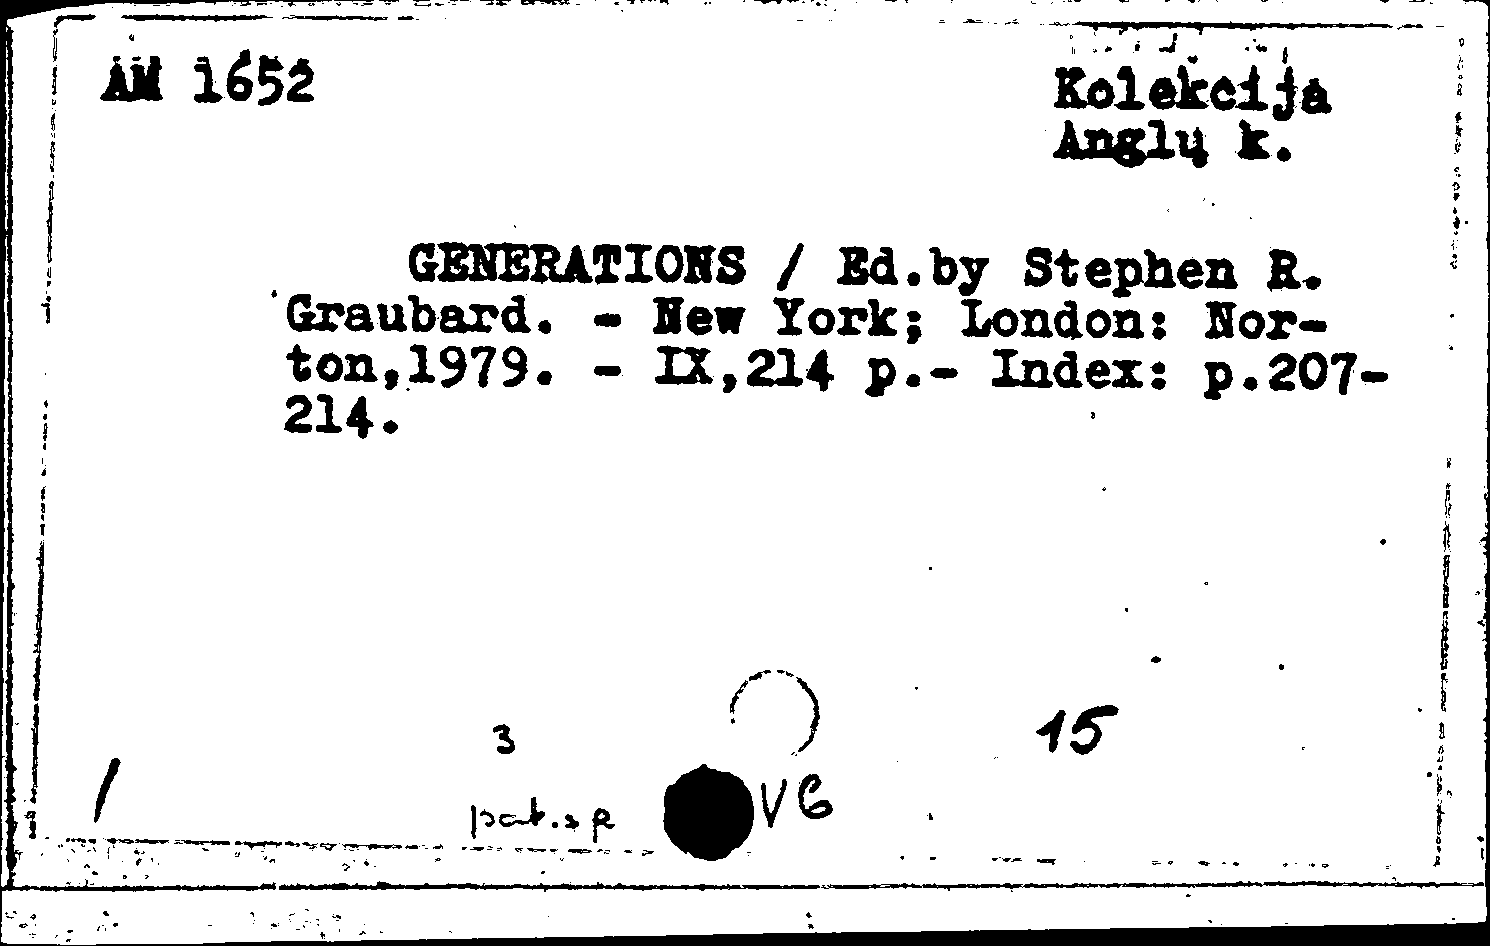 AM 1652
Kolekcija
Anglų k.
GENERATIONS / Ed.by Stephen R.
Graubard. - New York; London: Nor-
ton,1979. - IX,214 p.- Index: p.207-
214.
3
15
/
VG